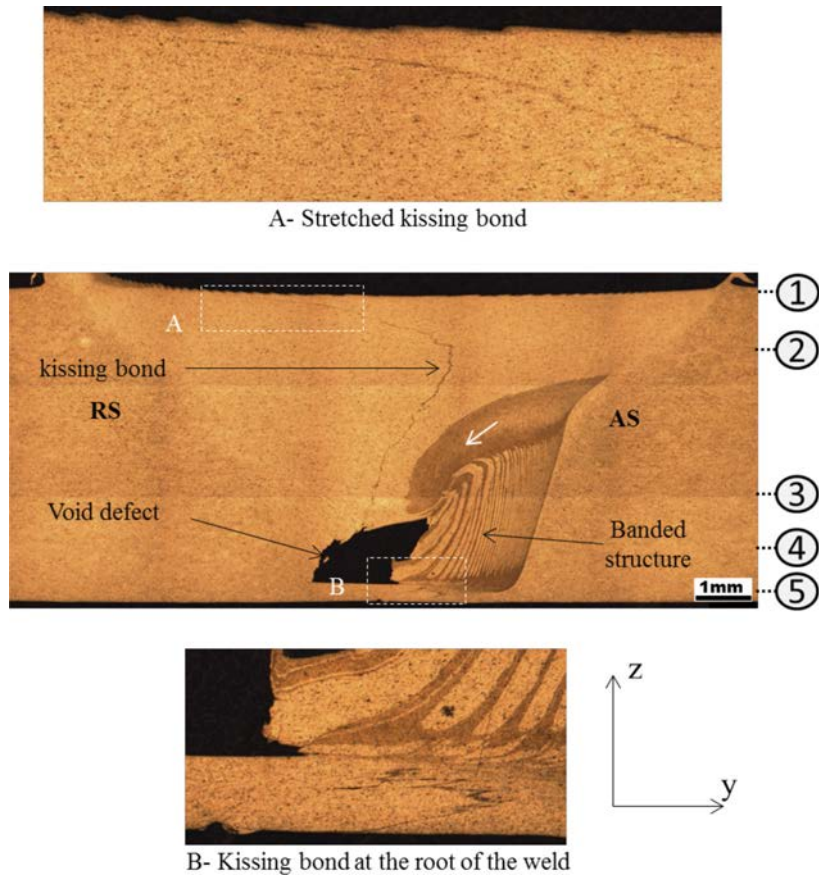 A- Stretched kissing bond
1
A
2
kissing bond
RS
AS
3
Void defect
Banded
structure
4
B
1mm
5
z
y
B- Kissing bond at the root of the weld